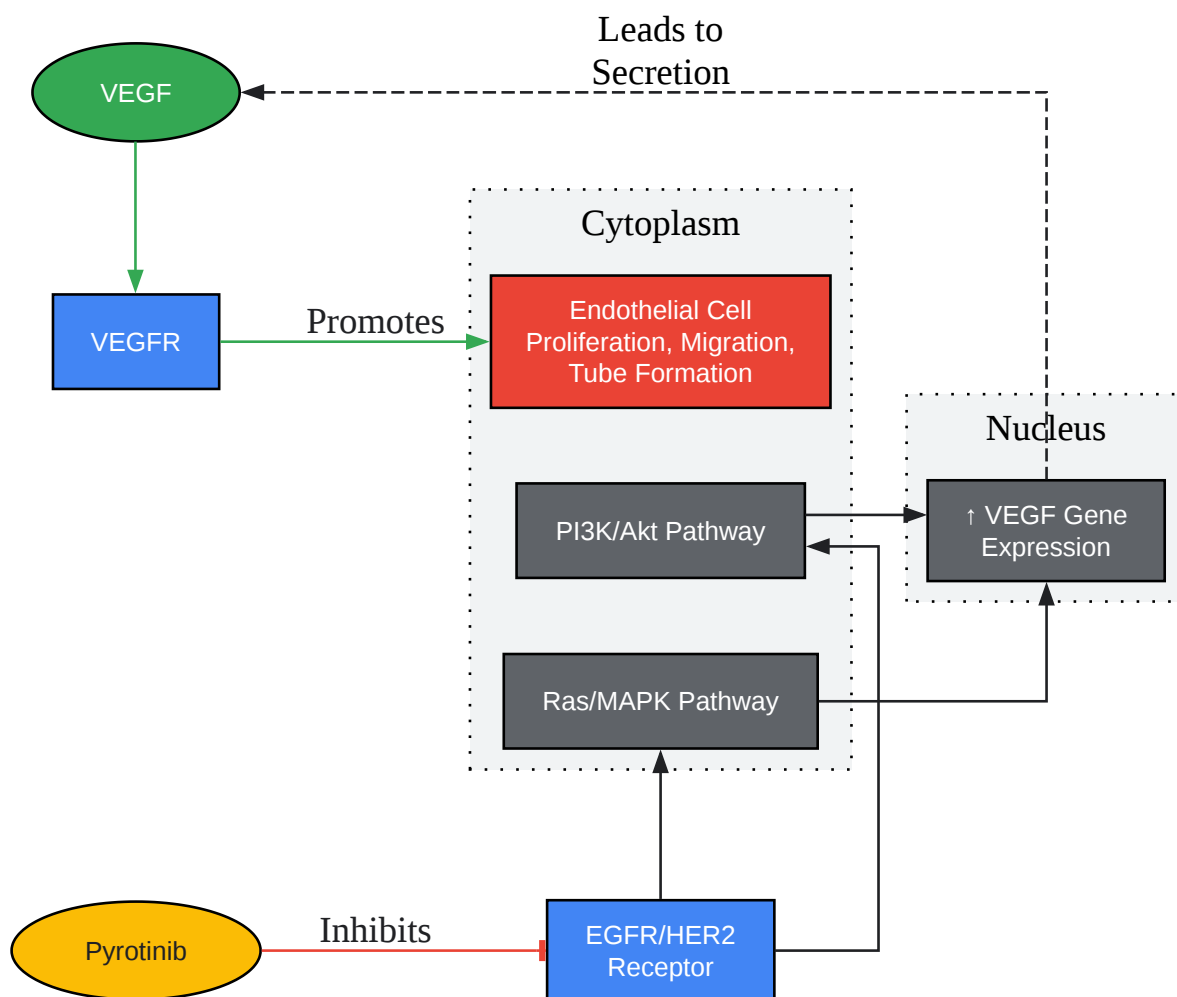 Leads to
Secretion
VEGF
Cytoplasm
Endothelial Cell
Proliferation, Migration,
Tube Formation
VEGFR
Promotes
Nucleus
↑ VEGF Gene
Expression
PI3K/Akt Pathway
Ras/MAPK Pathway
Pyrotinib
Inhibits
EGFR/HER2
Receptor